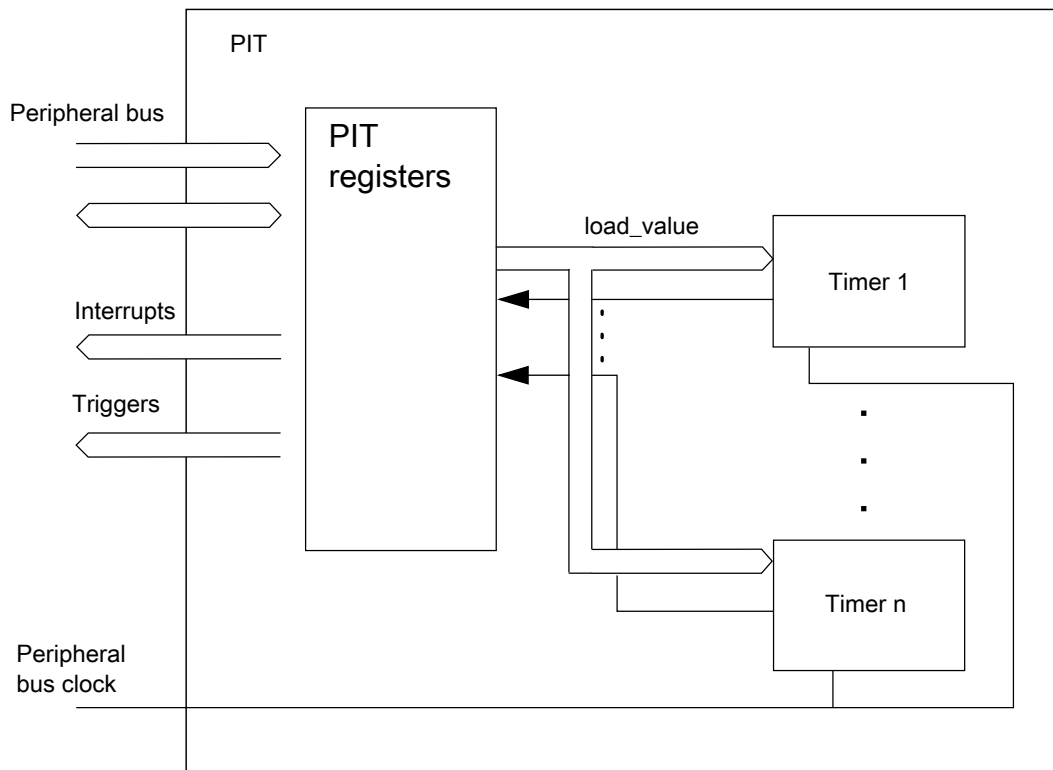 PIT
Peripheral bus
PIT
registers
load_value
Timer 1
Interrupts
Triggers
Timer n
Peripheral
bus clock